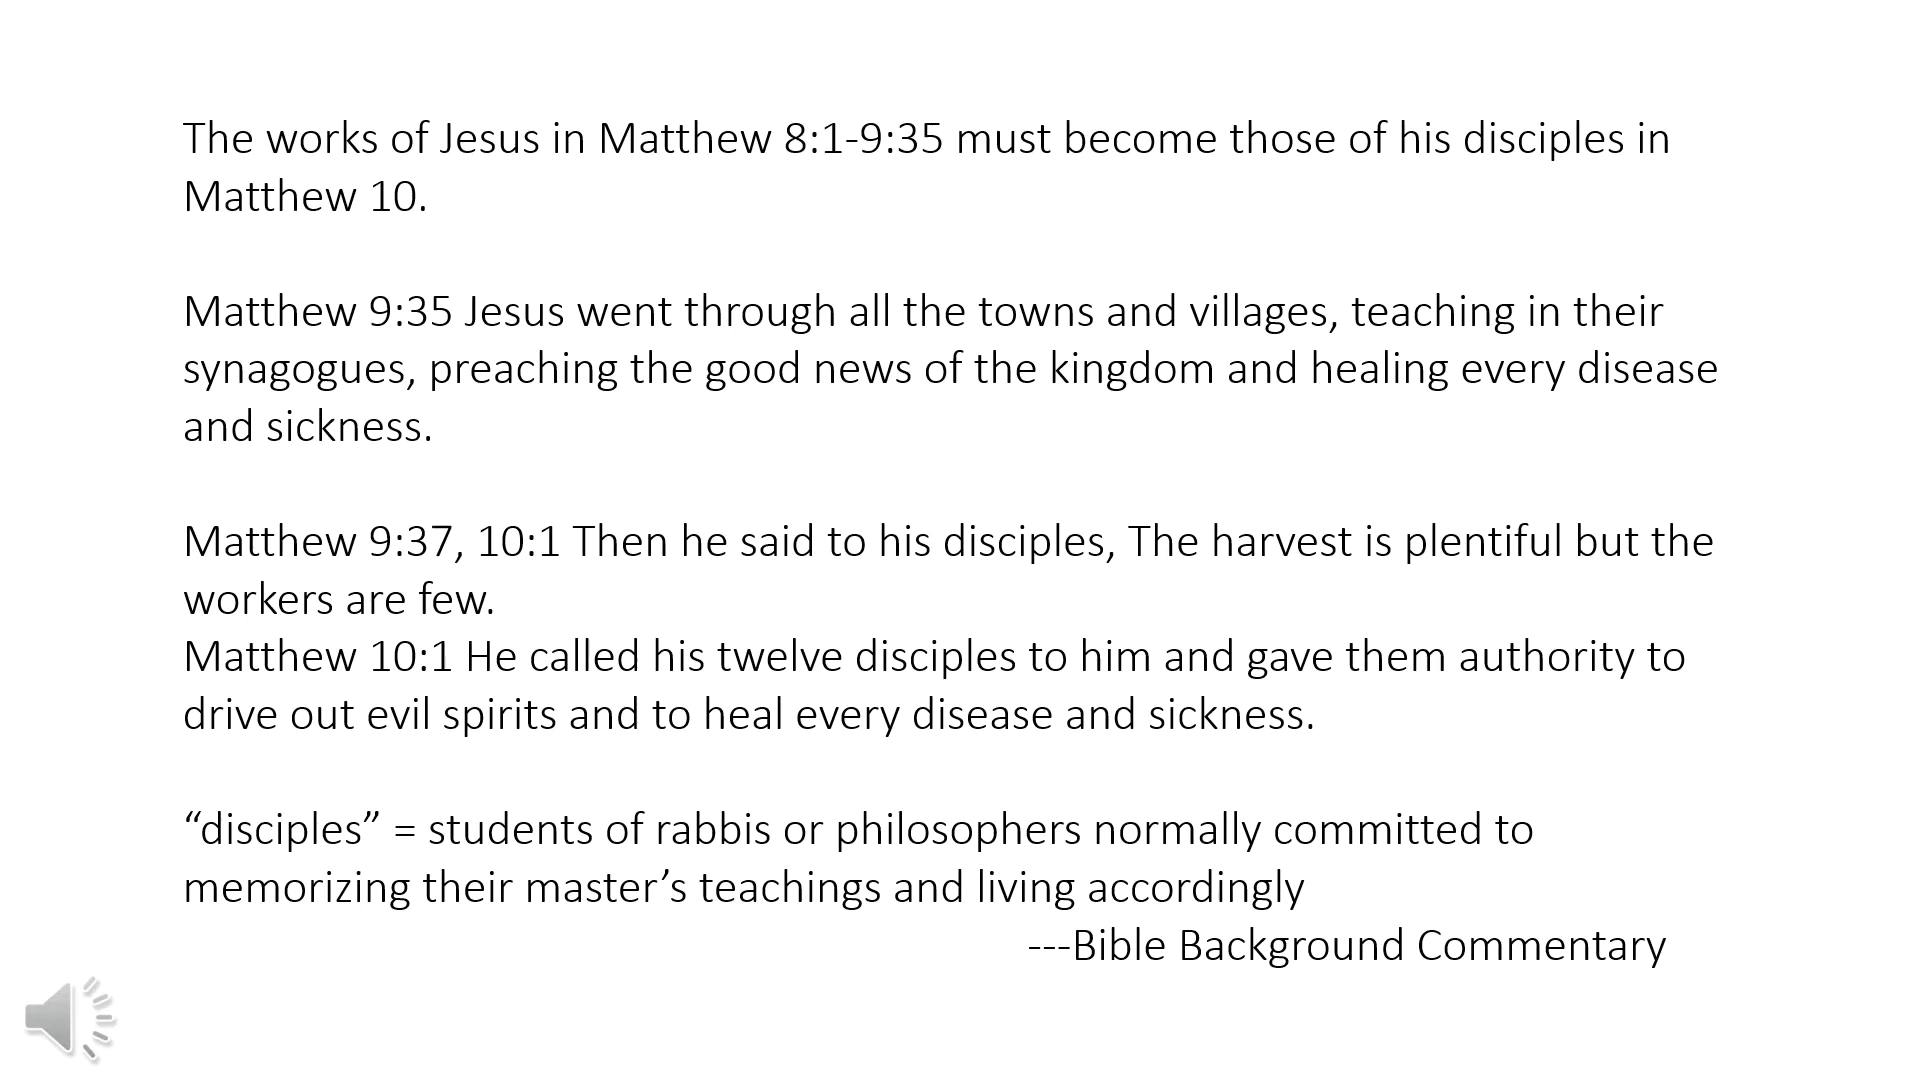 The works of Jesus in Matthew 8:1-9:35 must become those of his disciples in
Matthew 10.
Matthew 9:35 Jesus went through all the towns and villages, teaching in their
synagogues, preaching the good news of the kingdom and healing every disease
and sickness.
Matthew 9:37, 10:1 Then he said to his disciples, The harvest is plentiful but the
workers are few.
Matthew 10:1 He called his twelve disciples to him and gave them authority to
drive out evil spirits and to heal every disease and sickness.
“disciples” = students of rabbis or philosophers normally committed to
memorizing their master’s teachings and living accordingly
---Bible Background Commentary